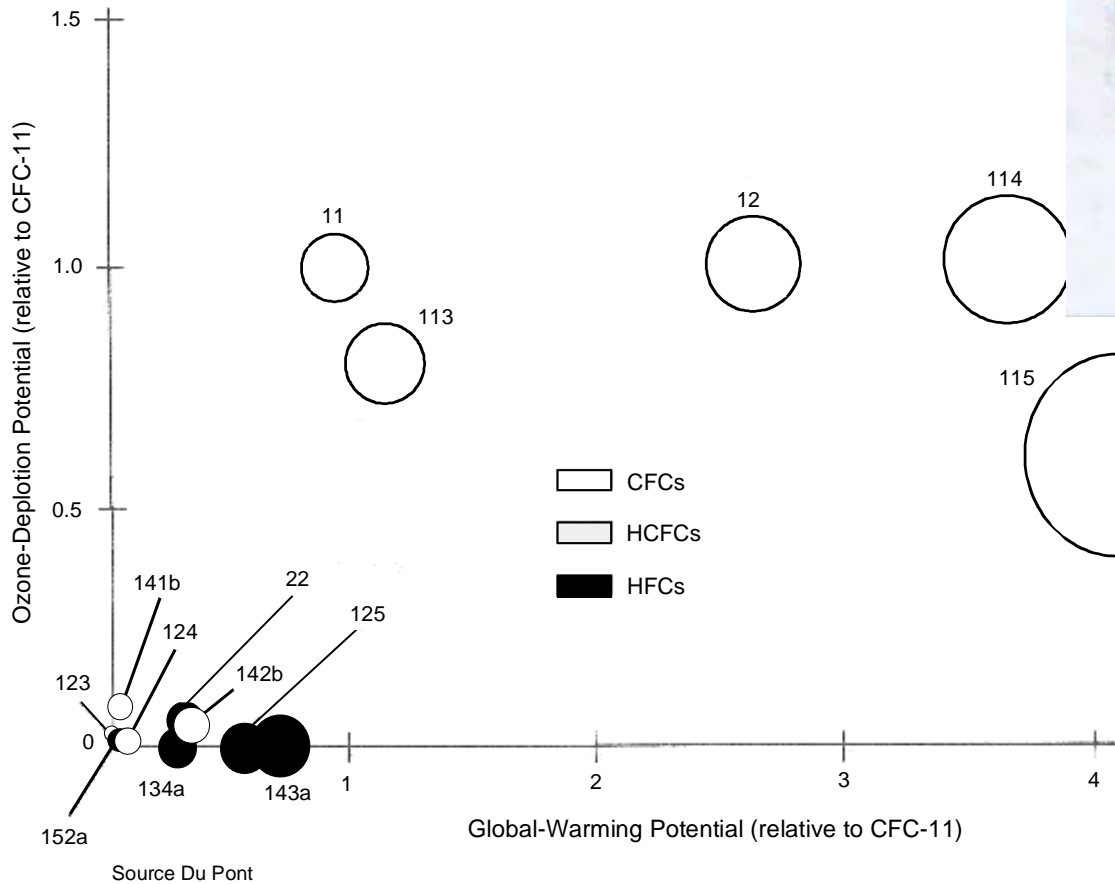 1.5
Ozone-Deplotion Potential (relative to CFC-11)
114
12
11
1.0
113
115
CFCs
0.5
HCFCs
141b
22
HFCs
125
124
142b
123
0
134a
143a
1
2
3
4
152a
Global-Warming Potential (relative to CFC-11)
Source Du Pont